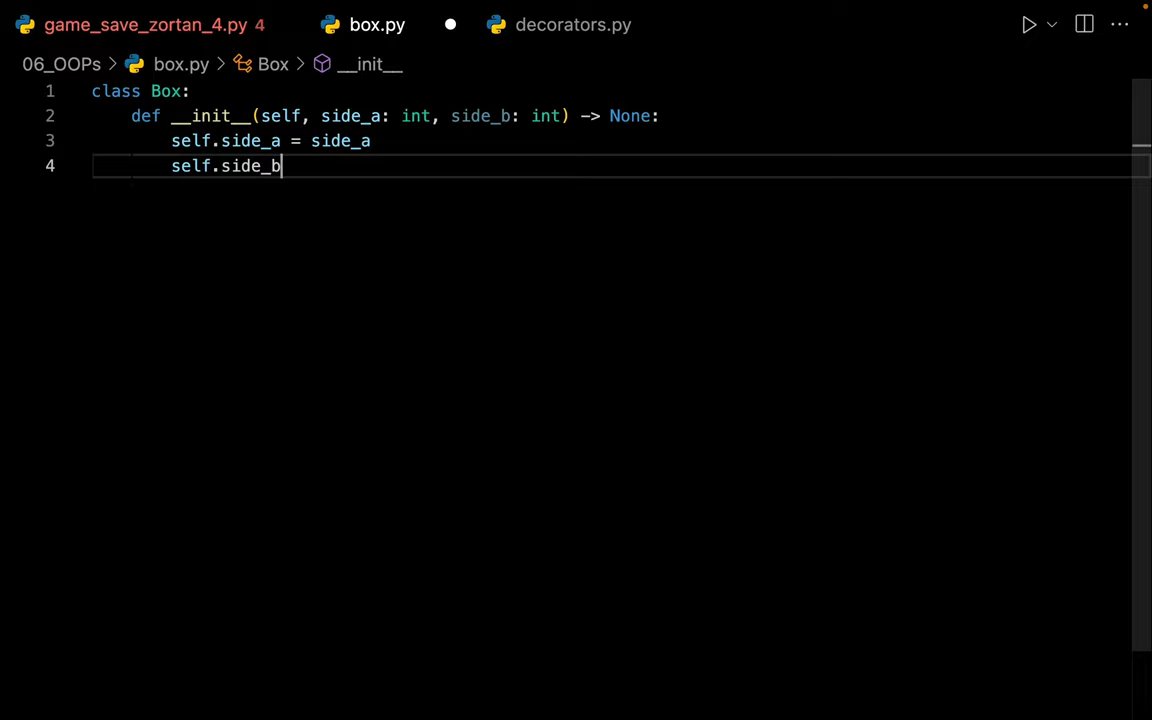 game_save_zortan_4.py 4 box.py decorators.py
06_OOPs > box.py > Box > __init__
1 class Box:
2 def __init__(self, side_a: int, side_b: int) -> None:
3 self.side_a = side_a
4 self.side_b